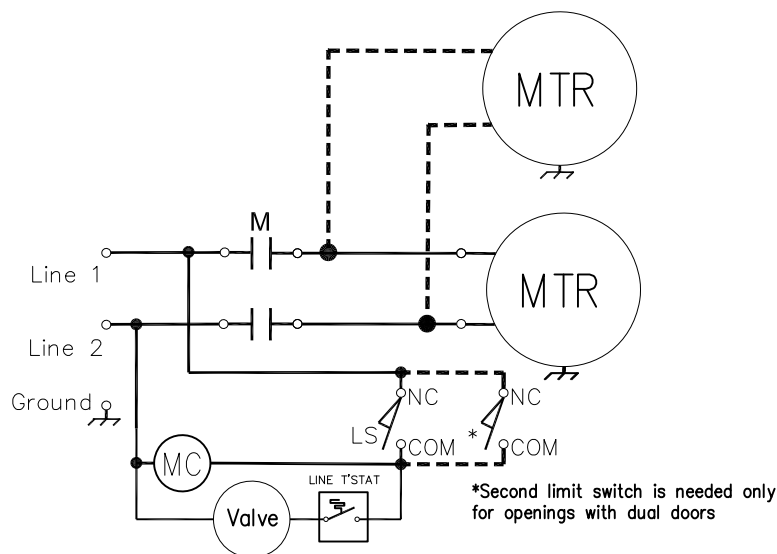 MTR
M
MTR
Line 1
Line 2
Ground
NC
NC
LS
*
COM
COM
MC
LINE T'STAT
Valve
*Second limit switch is needed only
for openings with dual doors